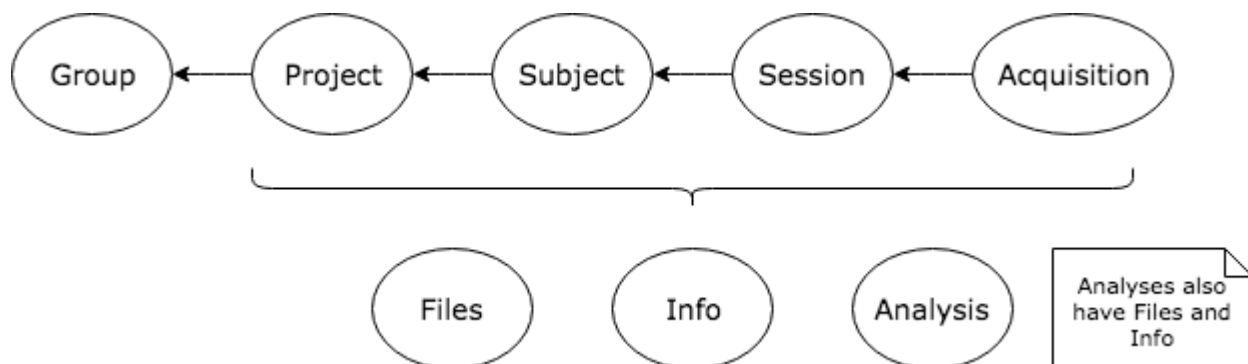 Group
Project
Subject
Session
Acquisition
Files
Info
Analysis
Analyses also
have Files and
Info